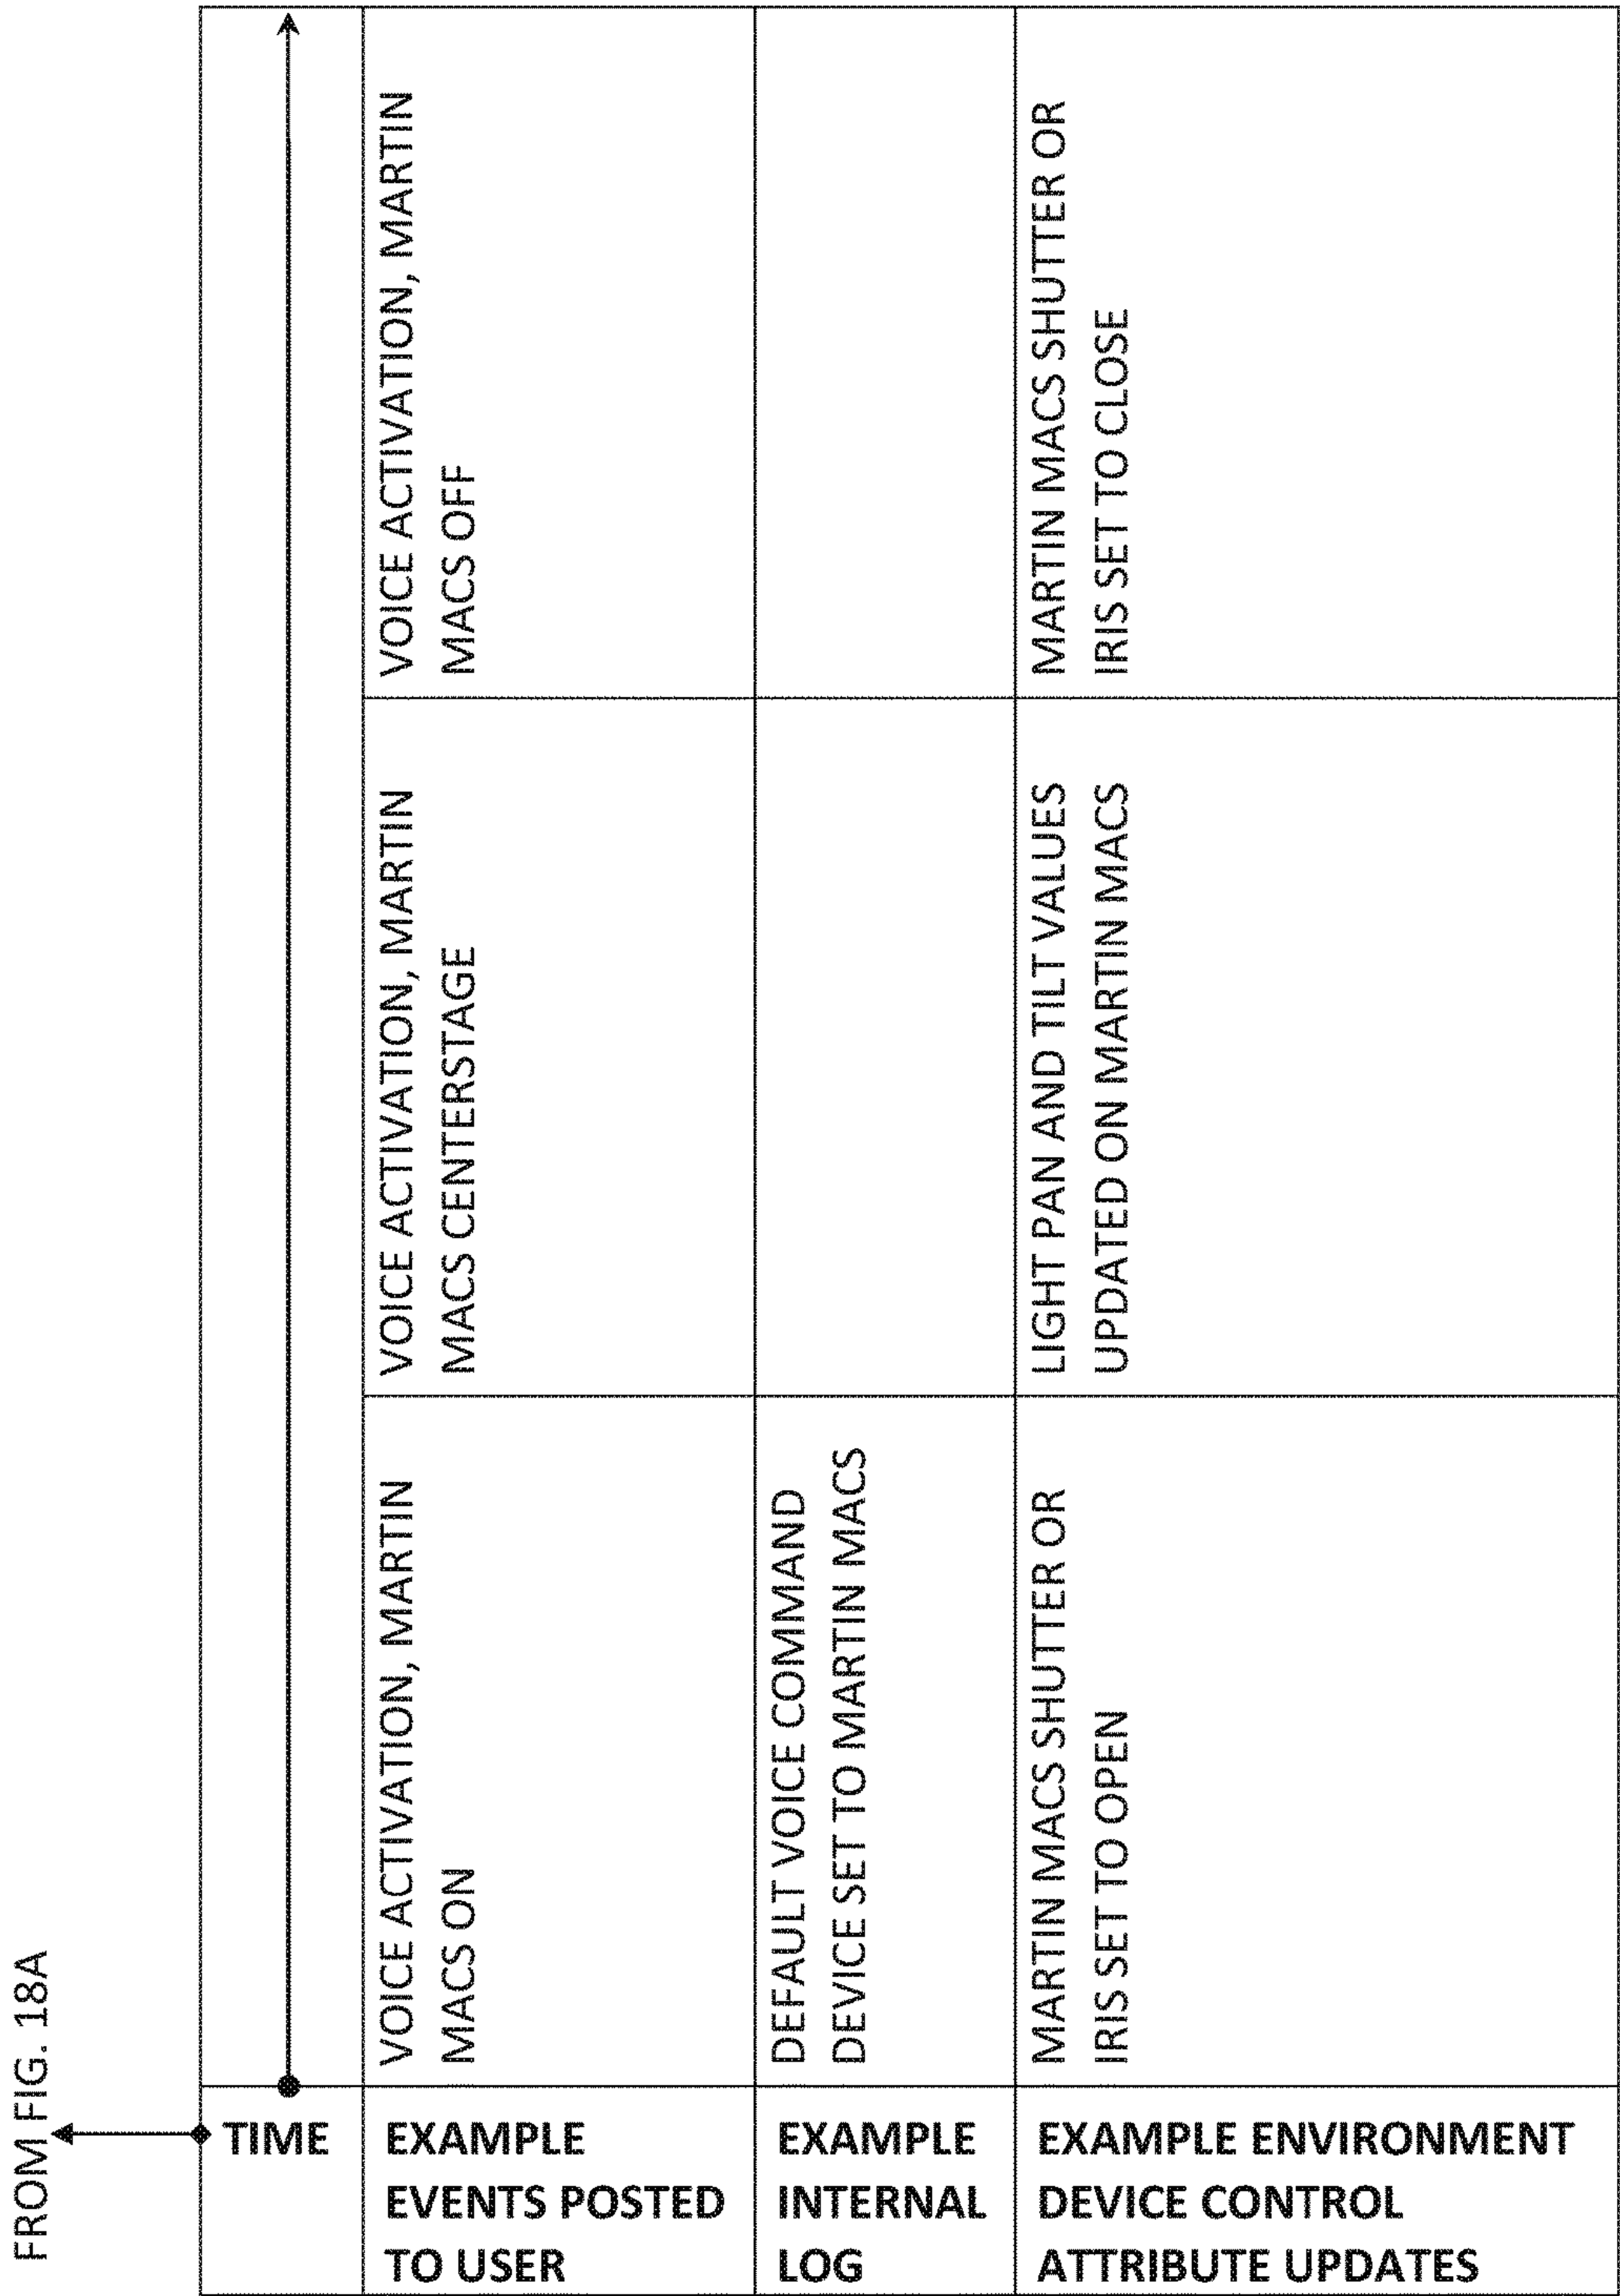 FROM FIG. 18A
TIME
EXAMPLE
EVENTS POSTED
TO USER
VOICE ACTIVATION, MARTIN
MACS ON
VOICE ACTIVATION, MARTIN
MACS CENTERSTAGE
VOICE ACTIVATION, MARTIN
MACS OFF
EXAMPLE
INTERNAL
LOG
DEFAULT VOICE COMMAND
DEVICE SET TO MARTIN MACS
EXAMPLE ENVIRONMENT
DEVICE CONTROL
ATTRIBUTE UPDATES
MARTIN MACS SHUTTER OR
IRIS SET TO OPEN
LIGHT PAN AND TILT VALUES
UPDATED ON MARTIN MACS
MARTIN MACS SHUTTER OR
IRIS SET TO CLOSE